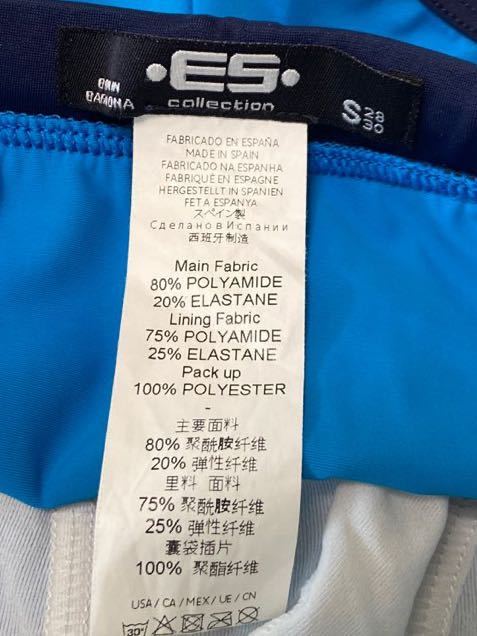 BCN
BARCELONA
•ES•
collection
S 28
30
FABRICADO EN ESPAÑA
MADE IN SPAIN
FABRICADO NA ESPANHA
FABRIQUÉ EN ESPAGNE
HERGESTELLT IN SPANIEN
FET A ESPANYA
スペイン製
Сделано в Испании
西班牙制造
Main Fabric
80% POLYAMIDE
20% ELASTANE
Lining Fabric
75% POLYAMIDE
25% ELASTANE
Pack up
100% POLYESTER
-
主要面料
80% 聚酰胺纤维
20% 弹性纤维
里料 面料
75% 聚酰胺纤维
25% 弹性纤维
囊袋插片
100% 聚酯纤维
USA / CA / MEX / UE / CN
30°